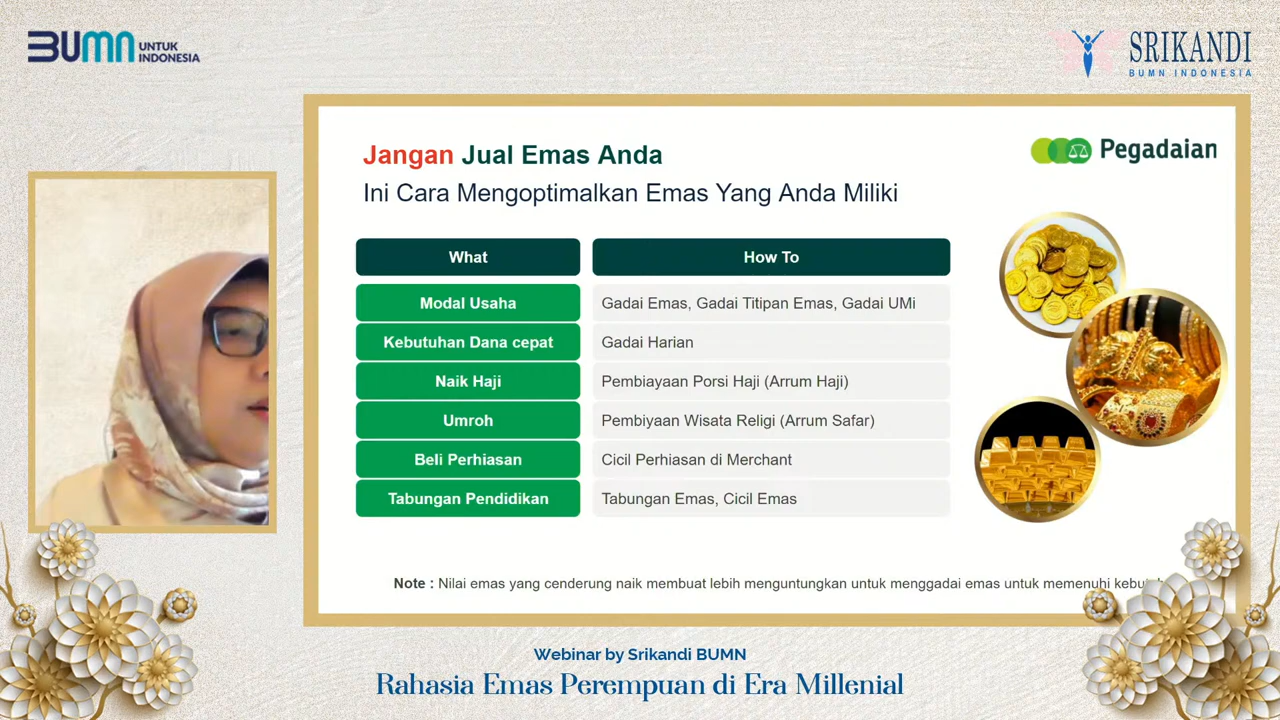 BUMN UNTUK INDONESIA
SRIKANDI
BUMN INDONESIA
Jangan Jual Emas Anda
Ini Cara Mengoptimalkan Emas Yang Anda Miliki
Pegadaian
What How To
Modal Usaha Gadai Emas, Gadai Titipan Emas, Gadai UMi
Kebutuhan Dana cepat Gadai Harian
Naik Haji Pembiayaan Porsi Haji (Arrum Haji)
Umroh Pembiyaan Wisata Religi (Arrum Safar)
Beli Perhiasan Cicil Perhiasan di Merchant
Tabungan Pendidikan Tabungan Emas, Cicil Emas
Note : Nilai emas yang cenderung naik membuat lebih menguntungkan untuk menggadai emas untuk memenuhi
Webinar by Srikandi BUMN
Rahasia Emas Perempuan di Era Millenial